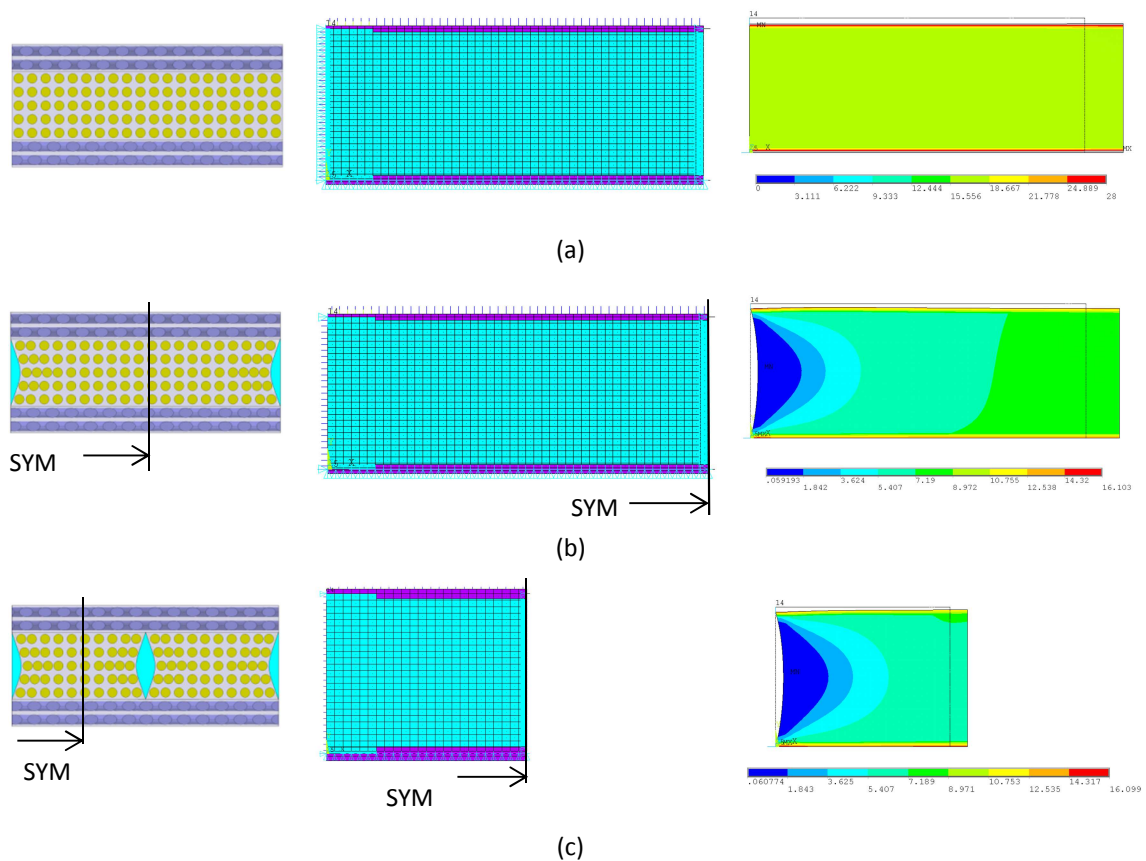 14
X
14
MN
X
MX
0 6.222 12.444 18.667 24.889
3.111 9.333 15.556 21.778 28
(a)
14
X
SYM
SYM
14
X
.059193 3.624 7.19 10.755 14.32
1.842 5.407 8.972 12.538 16.103
(b)
SYM
SYM
14
X
.060774 3.625 7.189 10.753 14.317
1.843 5.407 8.971 12.535 16.099
(c)